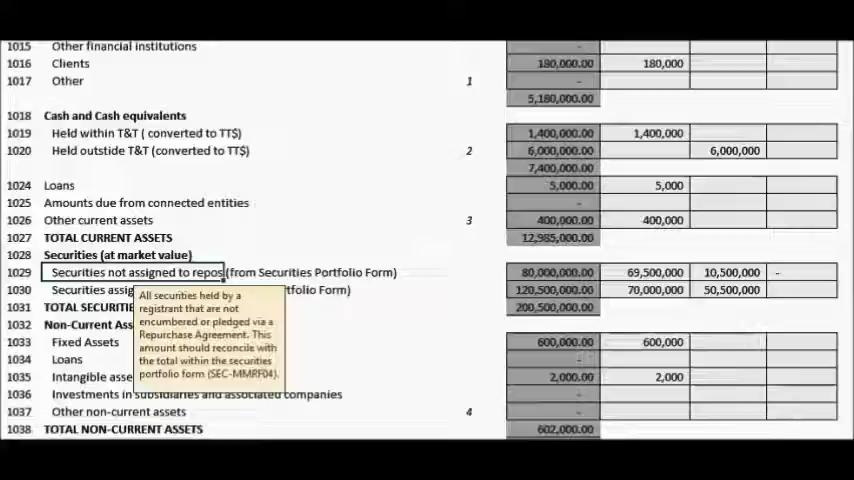 1015 Other financial institutions -
1016 Clients 180,000.00 180,000
1017 Other 1 -
5,180,000.00
1018 Cash and Cash equivalents
1019 Held within T&T ( converted to TT$) 1,400,000.00 1,400,000
1020 Held outstide T&T (converted to TT$) 2 6,000,000.00 6,000,000
7,400,000.00
1024 Loans 5,000.00 5,000
1025 Amounts due from connected entities -
1026 Other current assets 3 400,000.00 400,000
1027 TOTAL CURRENT ASSETS 12,985,000.00
1028 Securities (at market value)
1029 Securities not assigned to repos (from Securities Portfolio Form) 80,000,000.00 69,500,000 10,500,000 -
1030 Securities assig tfolio Form) 120,500,000.00 70,000,000 50,500,000
1031 TOTAL SECURITIE 200,500,000.00
1032 Non-Current Ass
1033 Fixed Assets 600,000.00 600,000
1034 Loans -
1035 Intangible asse 2,000.00 2,000
1036 Investments in subsidiaries and associated companies -
1037 Other non-current assets 4 -
1038 TOTAL NON-CURRENT ASSETS 602,000.00
All securities held by a
registrant that are not
encumbered or pledged via a
Repurchase Agreement. This
amount should reconcile with
the total within the securities
portfolio form (SEC-MMRF04).